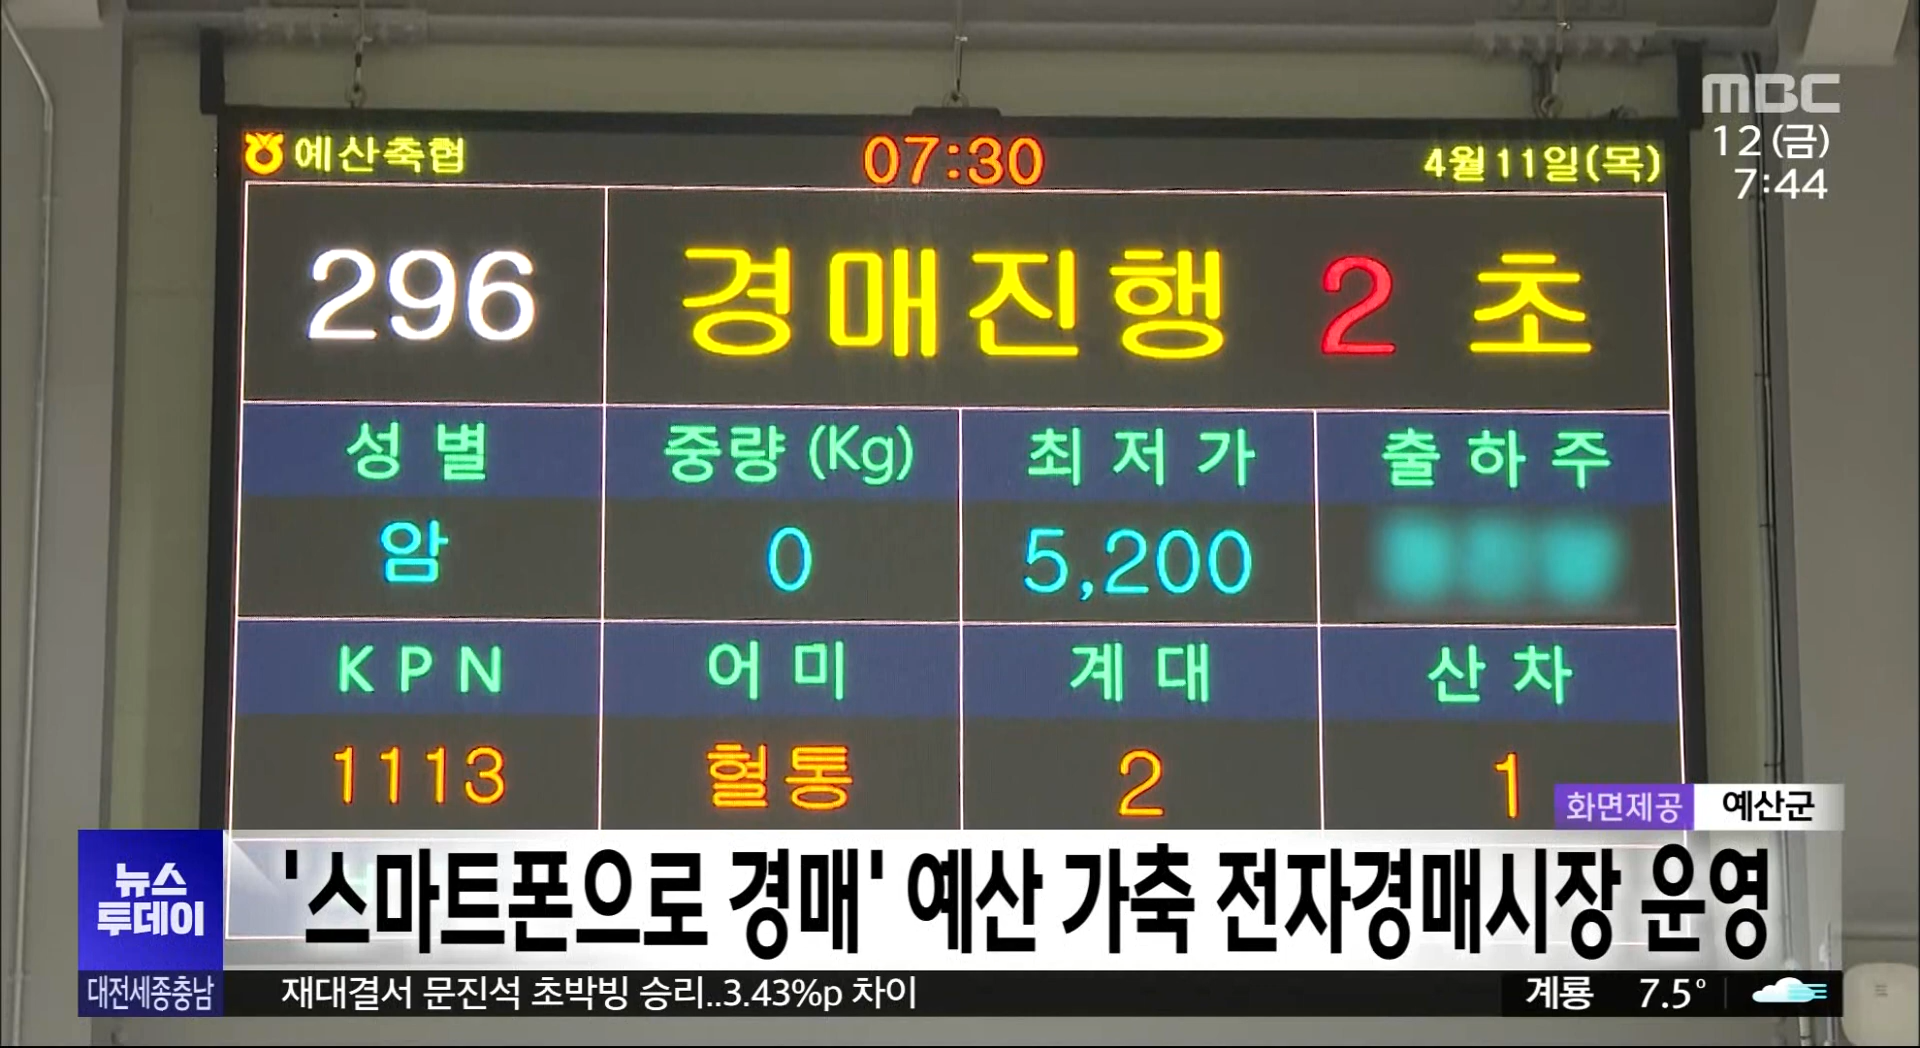 MBC
12(금)
7:44
예산축협 07:30 4월11일(목)
296 경매진행 2 초
성별 중량(Kg) 최저가 출하주
암 0 5,200
KPN 어미 계대 산차
1113 혈통 2 1
화면제공 예산군
뉴스
투데이
'스마트폰으로 경매' 예산 가축 전자경매시장 운영
대전세종충남 재대결서 문진석 초박빙 승리..3.43%p 차이 계룡 7.5°